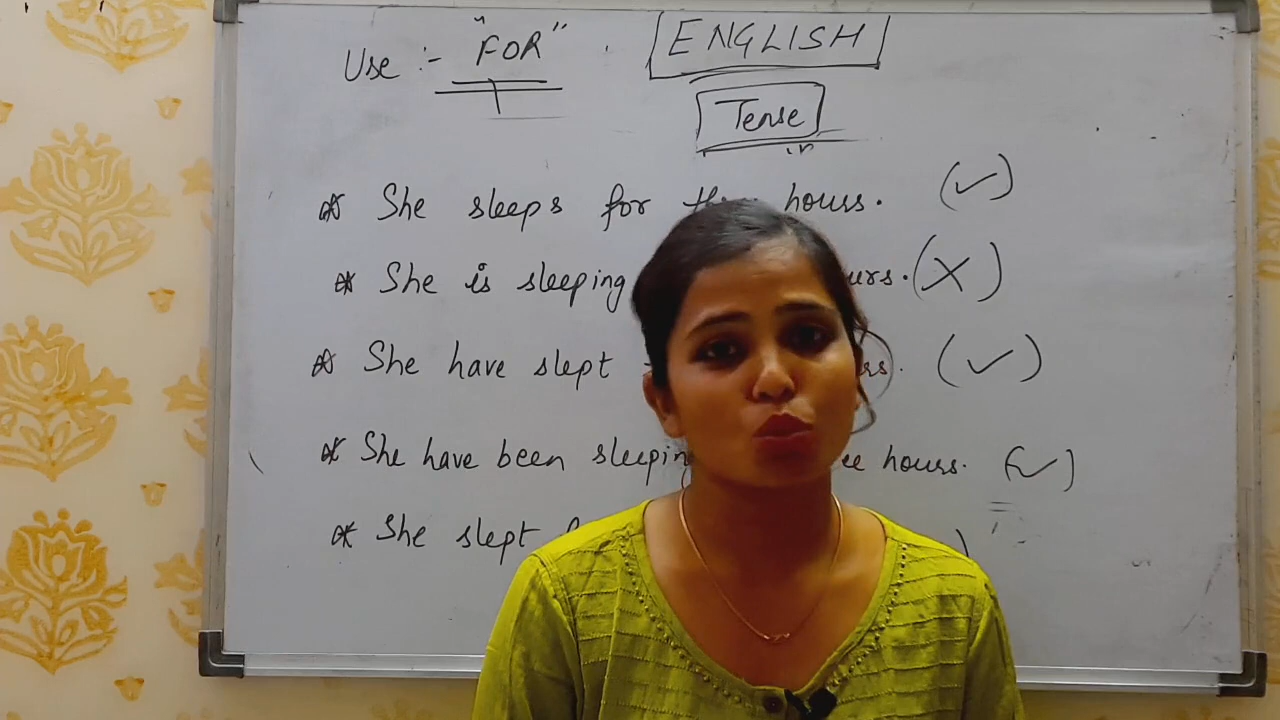 Use :- "FOR" . ENGLISH
Tense
She sleeps for hours. (✓)
She is sleeping (X)
She have slept (✓)
She have been sleeping hours. (✓)
She slept